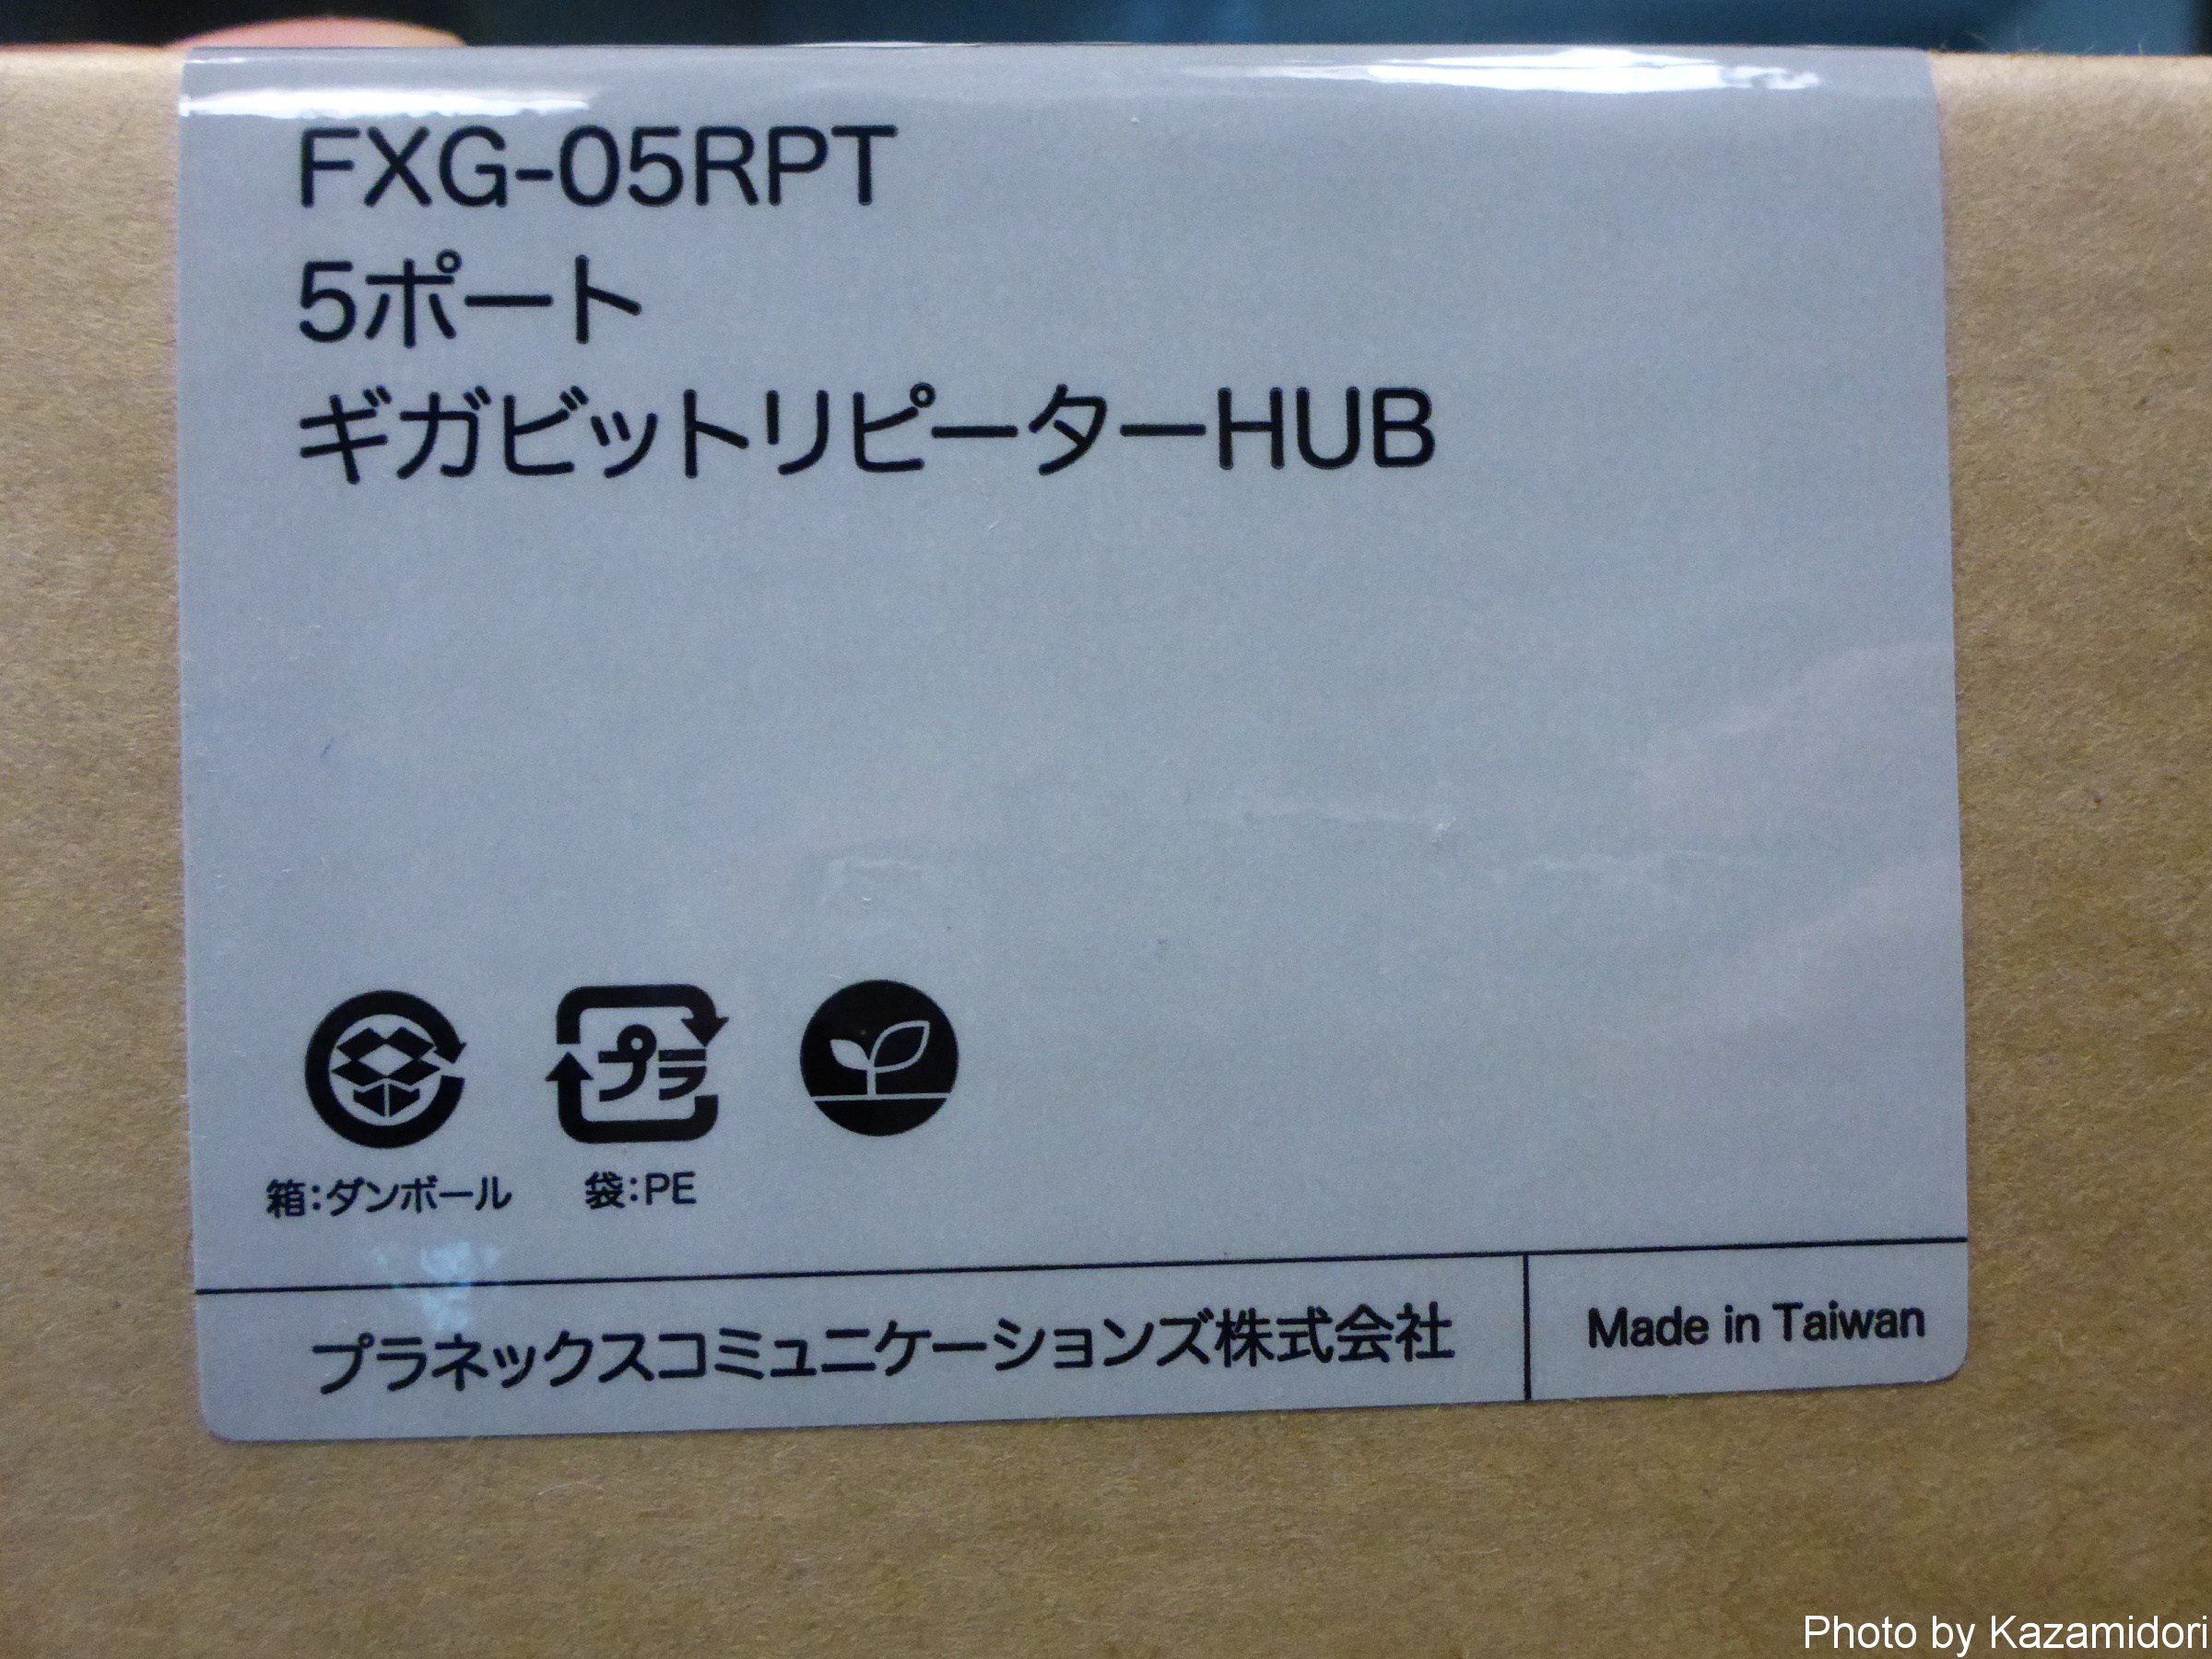 FXG-05RPT
5ポート
ギガビットリピーターHUB
プラ
箱：ダンボール
袋：PE
プラネックスコミュニケーションズ株式会社
Made in Taiwan
Photo by Kazamidori